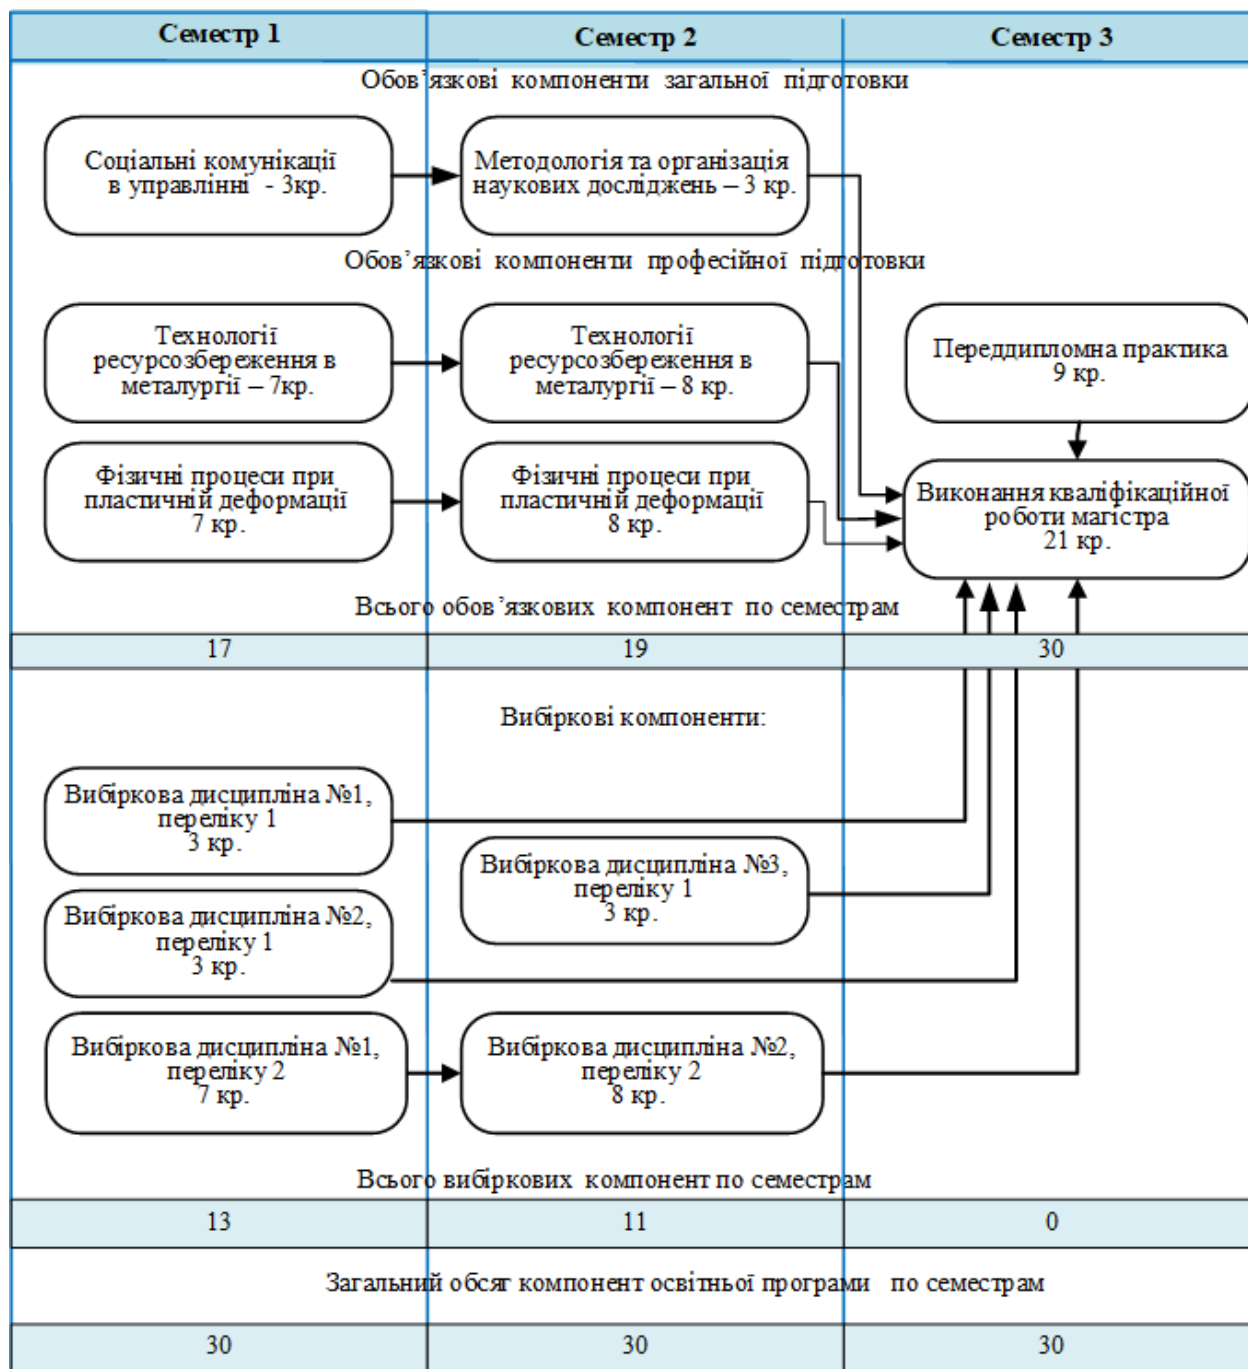 Семестр 1
Семестр 2
Семестр 3
Обов’язкові компоненти загальної підготовки
Соціальні комунікації
в управлінні - 3кр.
Методологія та організація
наукових досліджень – 3 кр.
Обов’язкові компоненти професійної підготовки
Технології
ресурсозбереження в
металургії – 7кр.
Технології
ресурсозбереження в
металургії – 8 кр.
Переддипломна практика
9 кр.
Фізичні процеси при
пластичній деформації
7 кр.
Фізичні процеси при
пластичній деформації
8 кр.
Виконання кваліфікаційної
роботи магістра
21 кр.
Всього обов’язкових компонент по семестрам
17
19
30
Вибіркові компоненти:
Вибіркова дисципліна №1,
переліку 1
3 кр.
Вибіркова дисципліна №3,
переліку 1
3 кр.
Вибіркова дисципліна №2,
переліку 1
3 кр.
Вибіркова дисципліна №1,
переліку 2
7 кр.
Вибіркова дисципліна №2,
переліку 2
8 кр.
Всього вибіркових компонент по семестрам
13
11
0
Загальний обсяг компонент освітньої програми по семестрам
30
30
30